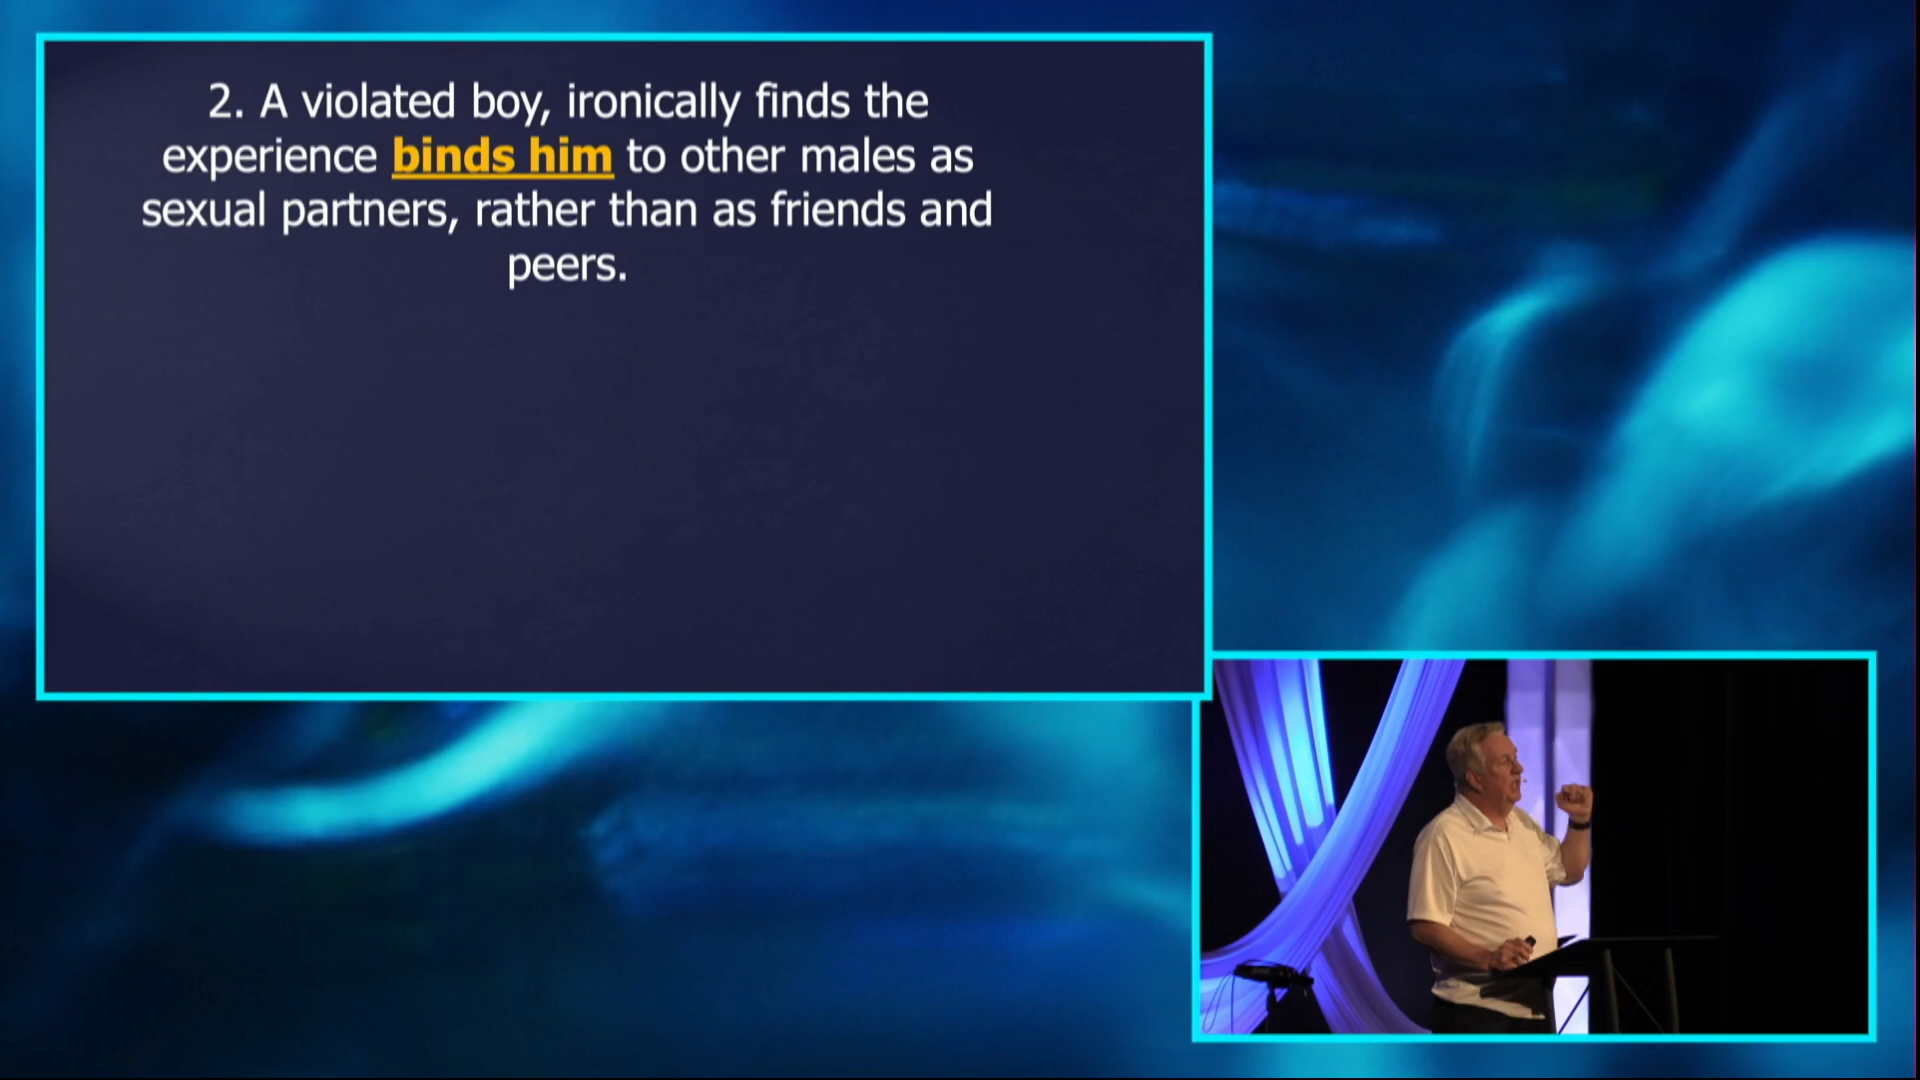 2. A violated boy, ironically finds the
experience binds him to other males as
sexual partners, rather than as friends and
peers.